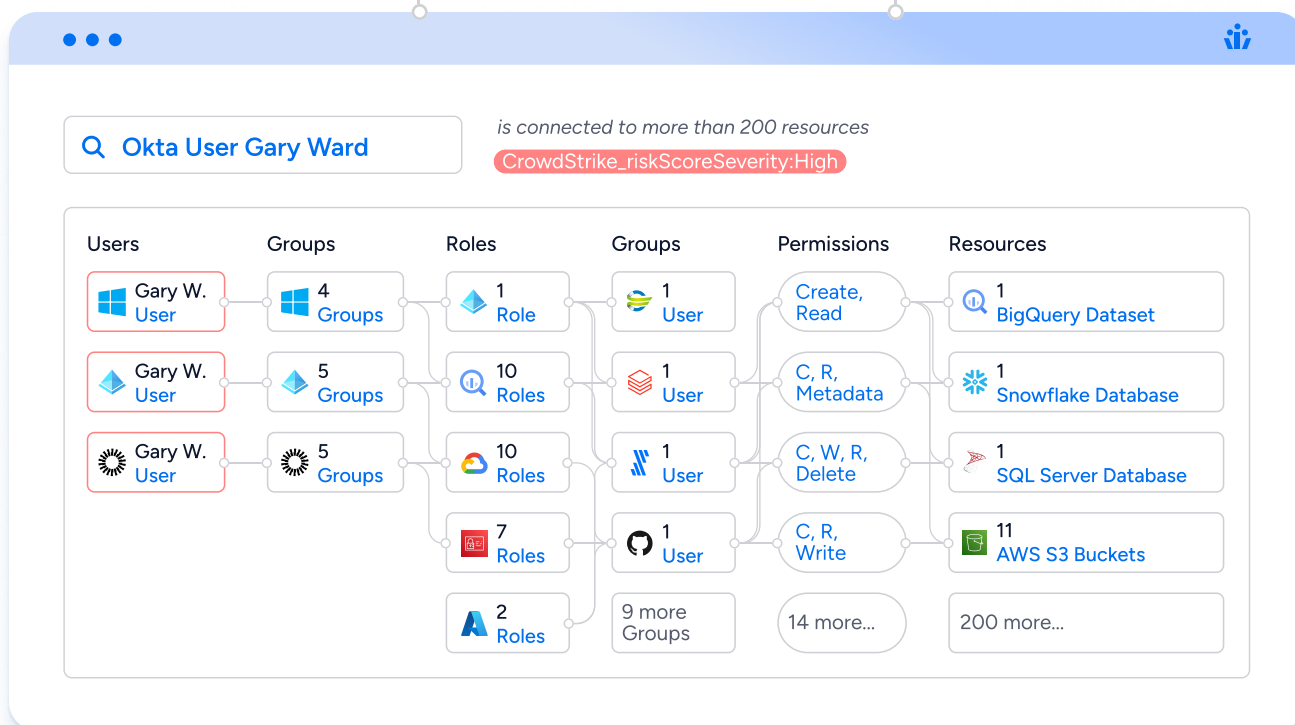 Okta User Gary Ward
is connected to more than 200 resources
CrowdStrike_riskScoreSeverity:High
Users
Groups
Roles
Groups
Permissions
Resources
Gary W.
User
4
Groups
1
Role
1
User
Create,
Read
1
BigQuery Dataset
Gary W.
User
5
Groups
10
Roles
1
User
C, R,
Metadata
1
Snowflake Database
Gary W.
User
5
Groups
10
Roles
1
User
C, W, R,
Delete
1
SQL Server Database
7
Roles
1
User
C, R,
Write
11
AWS S3 Buckets
2
Roles
9 more
Groups
14 more...
200 more...